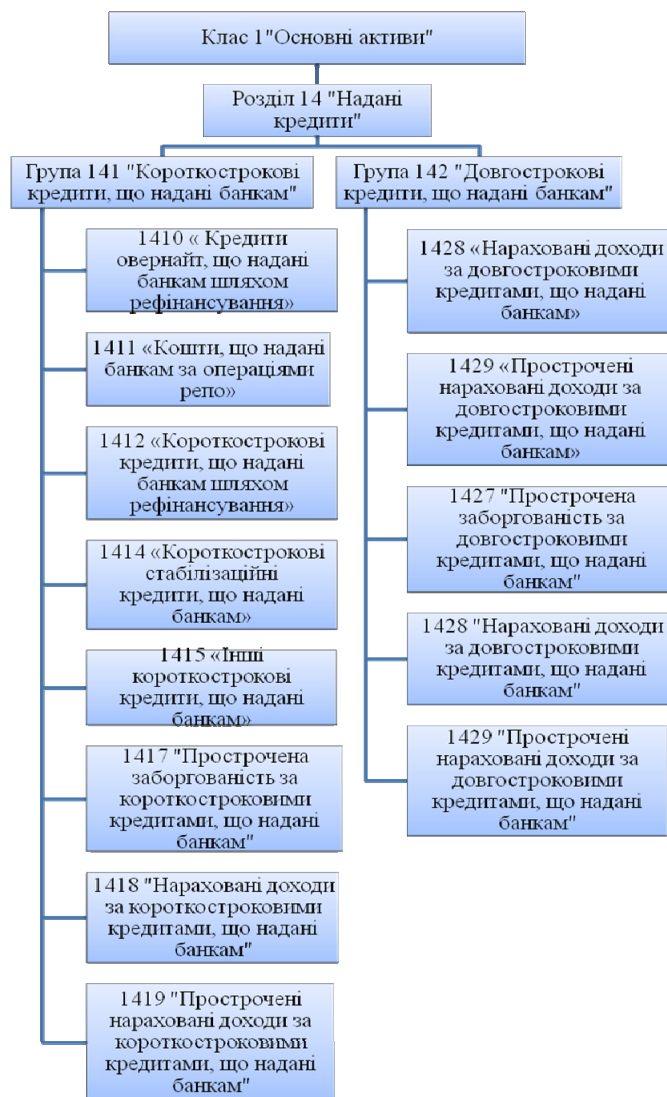 Клас 1"Основні активи"
Розділ 14 "Надані
кредити"
Група 141 "Короткострокові
кредити, що надані банкам"
1410 « Кредити
овернайт, що надані
банкам шляхом
рефінансування»
1411 «Кошти, що надані
банкам за операціями
репо»
1412 «Короткострокові
кредити, що надані
банкам шляхом
рефінансування»
1414 «Короткострокові
стабілізаційні
кредити, що надані
банкам»
1415 «Інші
короткострокові
кредити, що надані
банкам»
1417 "Прострочена
заборгованість за
короткостроковими
кредитами, що надані
банкам"
1418 "Нараховані доходи
за короткостроковими
кредитами, що надані
банкам"
1419 "Прострочені
нараховані доходи за
короткостроковими
кредитами, що надані
банкам"
Група 142 "Довгострокові
кредити, що надані банкам"
1428 «Нараховані доходи
за довгостроковими
кредитами, що надані
банкам»
1429 «Прострочені
нараховані доходи за
довгостроковими
кредитами, що надані
банкам»
1427 "Прострочена
заборгованість за
довгостроковими
кредитами, що надані
банкам"
1428 "Нараховані доходи
за довгостроковими
кредитами, що надані
банкам"
1429 "Прострочені
нараховані доходи за
довгостроковими
кредитами, що надані
банкам"